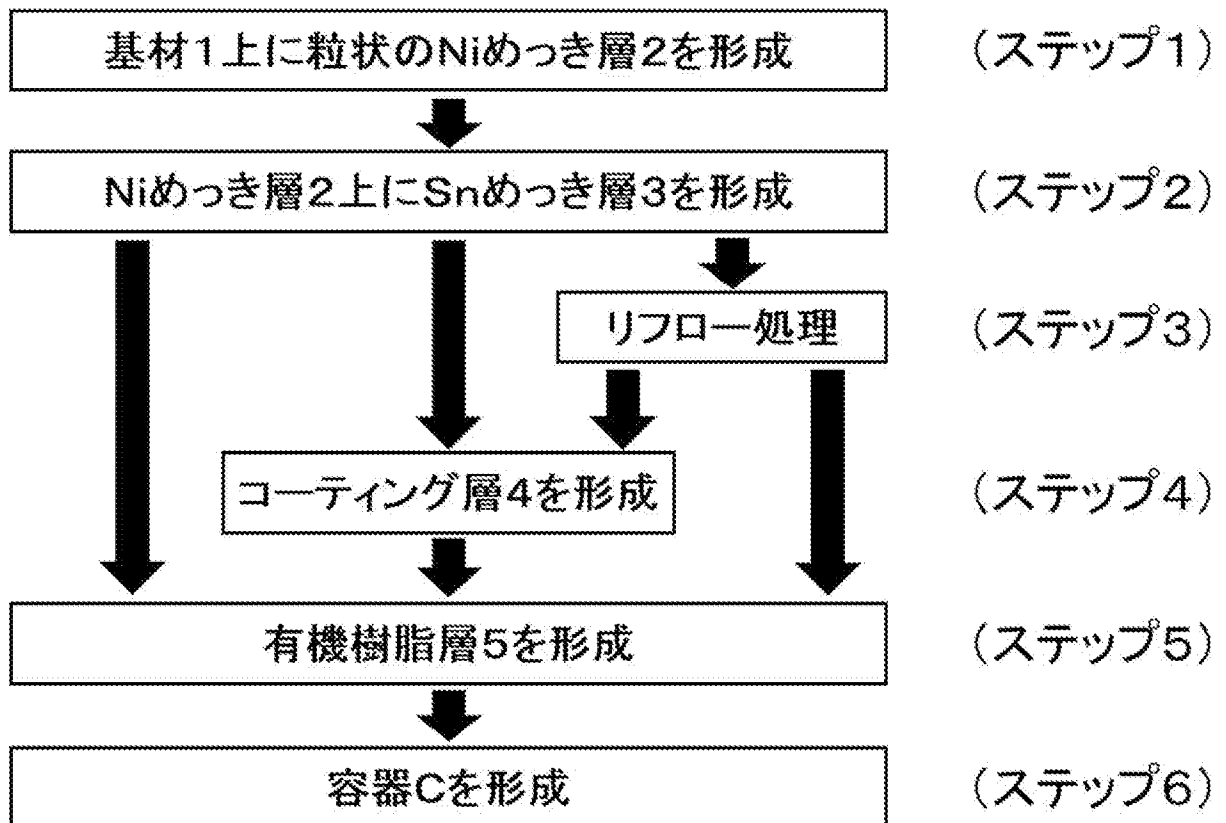 基材1上に粒状のNiめっき層2を形成 (ステップ1)
Niめっき層2上にSnめっき層3を形成 (ステップ2)
リフロー処理 (ステップ3)
コーティング層4を形成 (ステップ4)
有機樹脂層5を形成 (ステップ5)
容器Cを形成 (ステップ6)